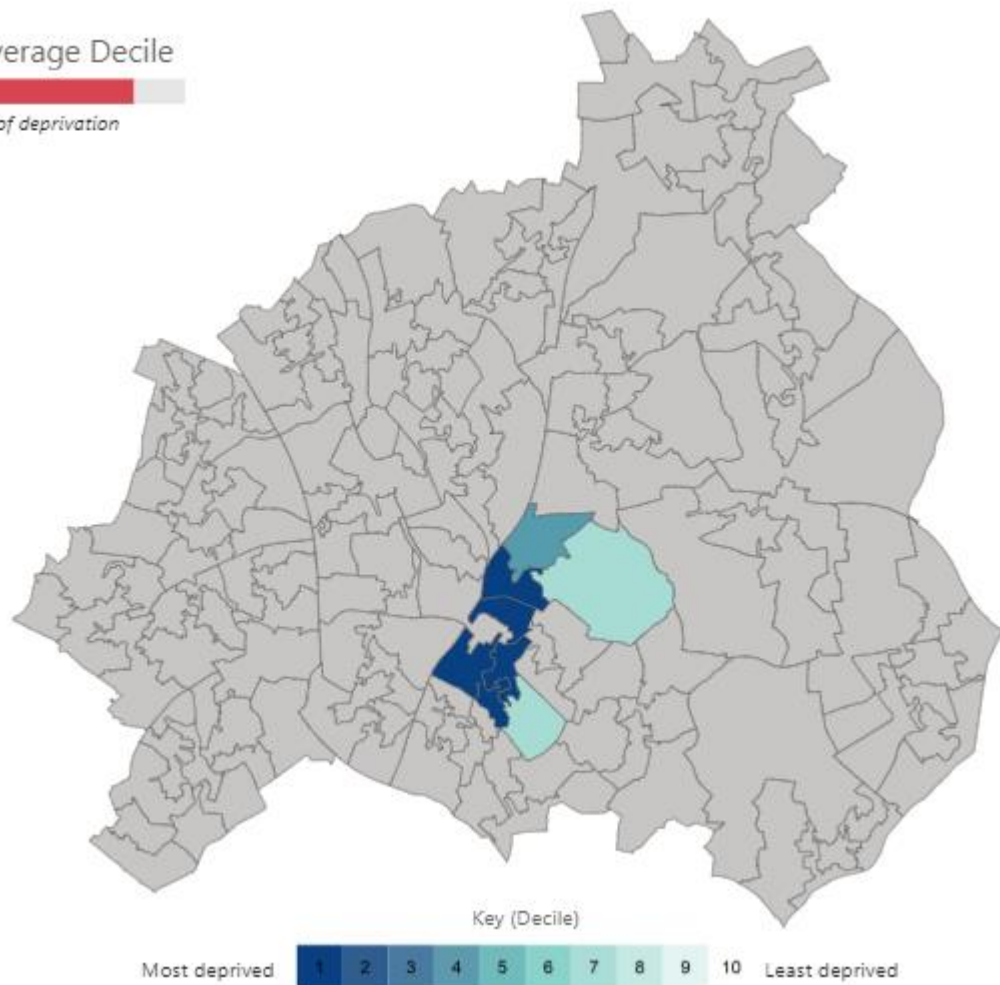 verage Decile
of deprivation
Key (Decile)
Most deprived 1 2 3 4 5 6 7 8 9 10 Least deprived